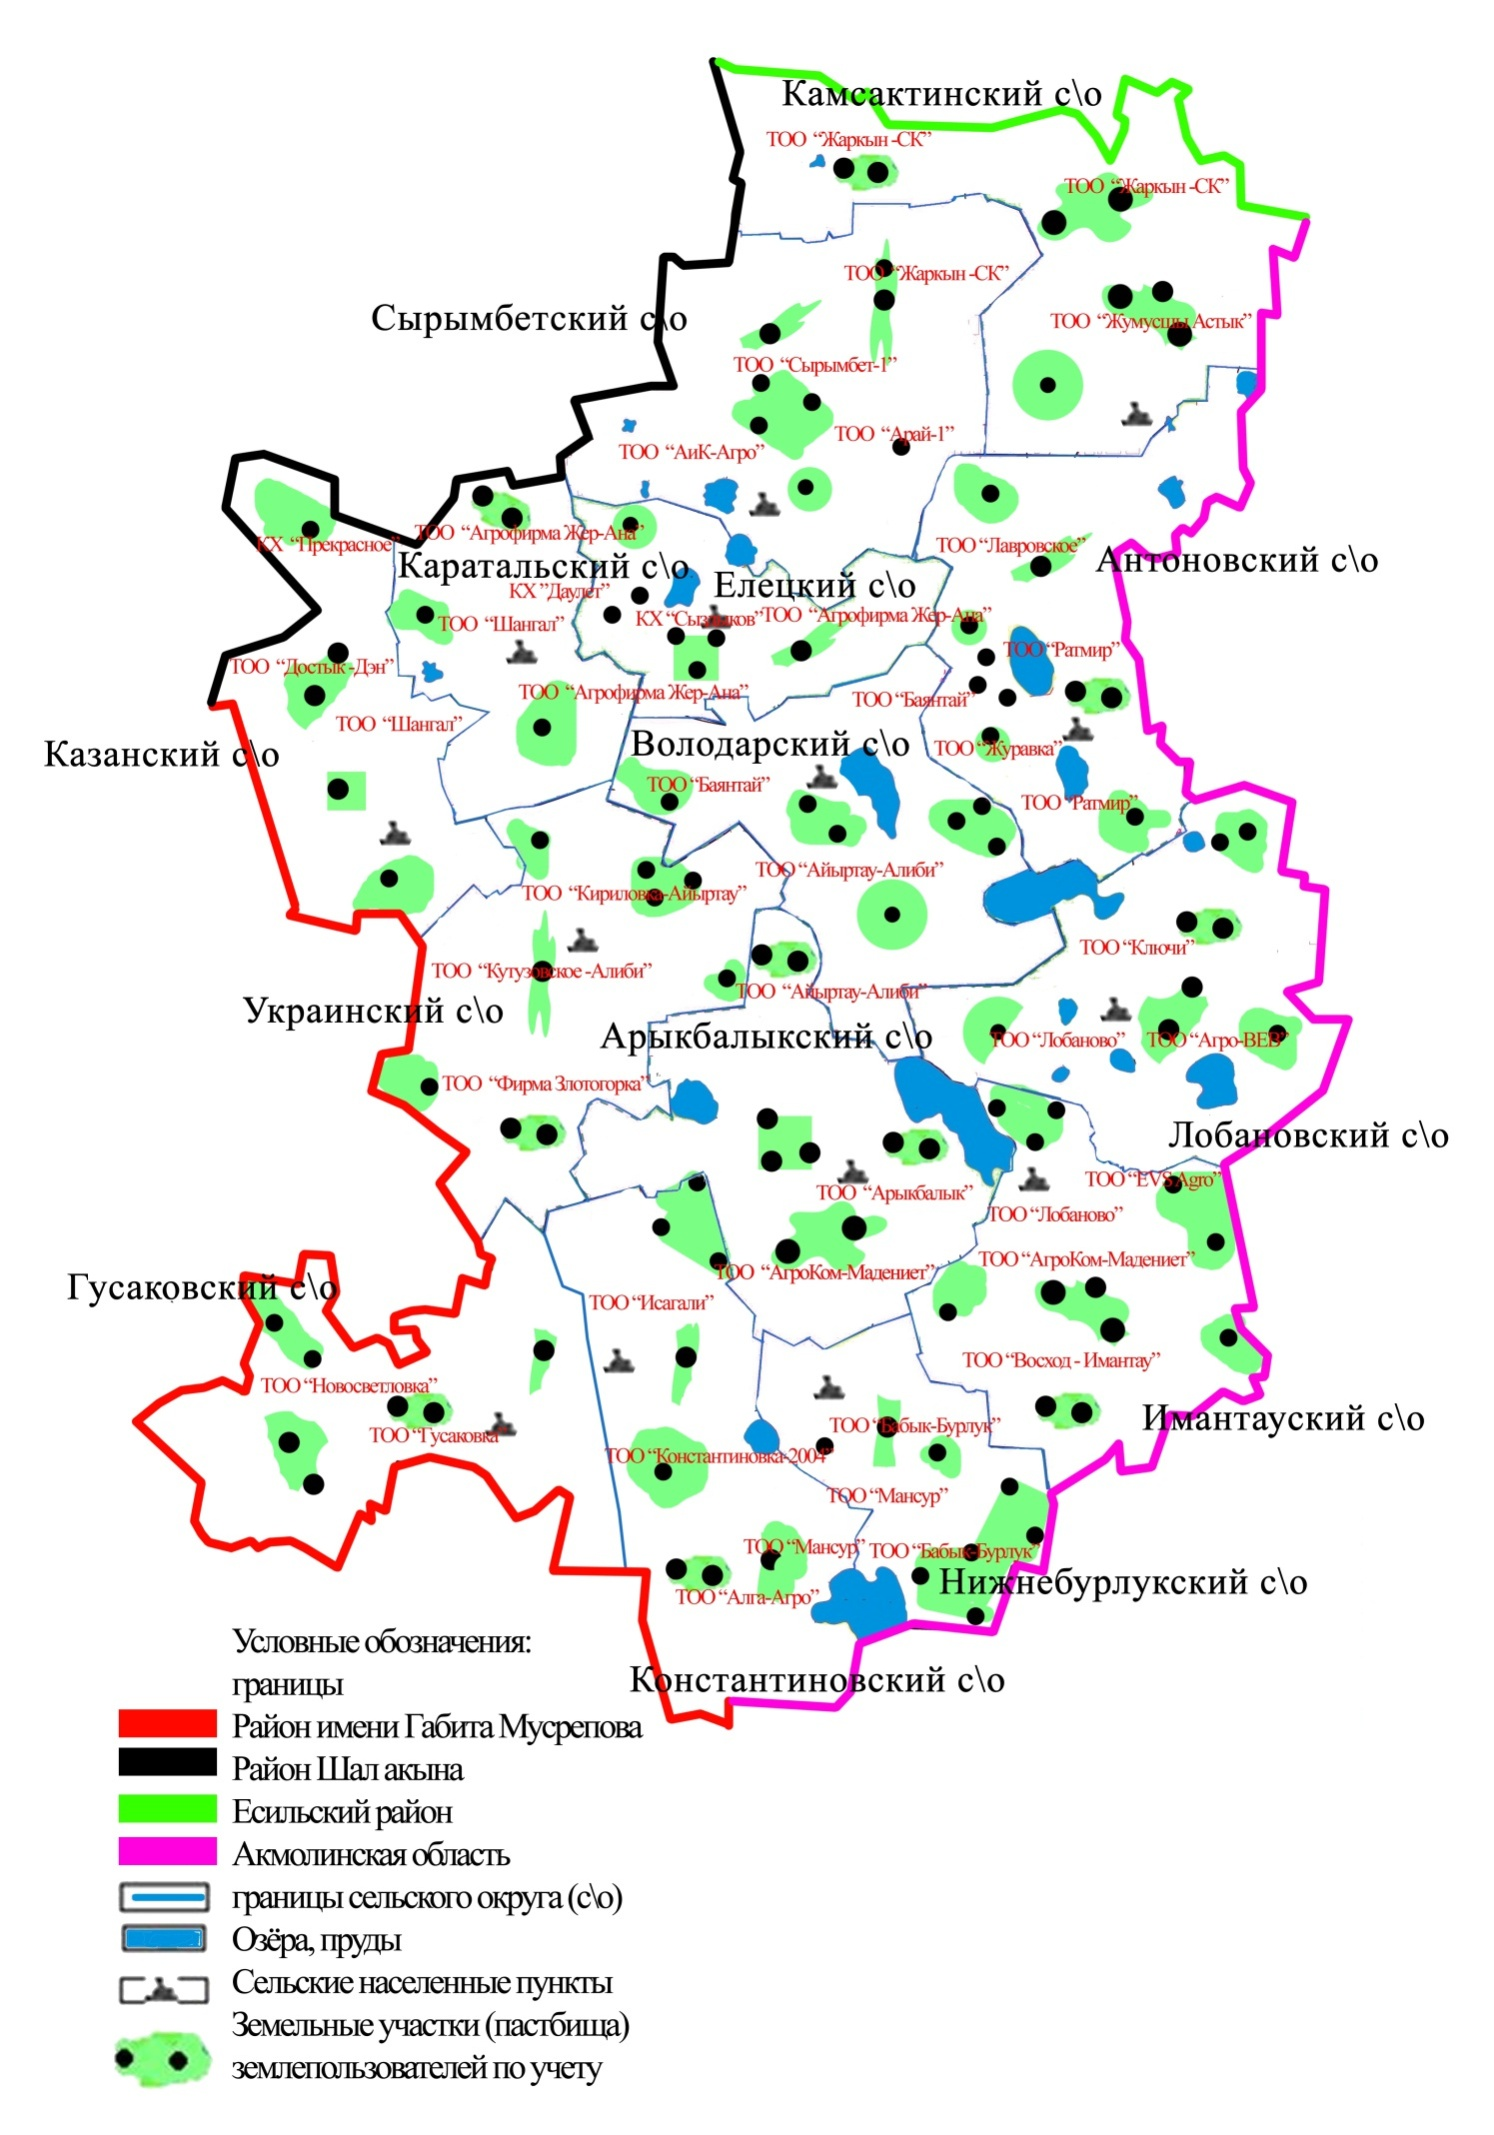 Камсактинский с\о
ТОО “Жаркын -СК”
ТОО “Жаркын -СК”
ТОО “Жаркын -СК”
Сырымбетский с\о
ТОО “Жумусшы Астык”
ТОО “Сырымбет-1”
ТОО “Арай-1”
ТОО “АиК-Агро”
ТОО “Агрофирма Жер-Ана”
КХ “Прекрасное”
ТОО “Лавровское”
Антоновский с\о
Каратальский с\о
Елецкий с\о
КХ ”Даулет”
КХ “Сыздыков”
ТОО “Агрофирма Жер-Ана”
ТОО “Шангал”
ТОО “Ратмир”
ТОО “Достык -Дэн”
ТОО “Агрофирма Жер-Ана”
ТОО “Баянтай”
ТОО “Шангал”
Казанский с\о
Володарский с\о
ТОО “Журавка”
ТОО “Баянтай”
ТОО “Ратмир”
ТОО “Айыртау-Алиби”
ТОО “Кириловка-Айыртау”
ТОО “Ключи”
ТОО “Кутузовское -Алиби”
ТОО “Айыртау-Алиби”
Украинский с\о
Арыкбалыкский с\о
ТОО “Лобаново”
ТОО “Агро-ВЕВ”
ТОО “Фирма Злотогорка”
Лобановский с\о
ТОО “EVS Agro”
ТОО “Арыкбалык”
ТОО “Лобаново”
ТОО “АгроКом-Мадениет”
ТОО “АгроКом-Мадениет”
Гусаковский с\о
ТОО “Исагали”
ТОО “Восход - Имантау”
ТОО “Новосветловка”
Имантауский с\о
ТОО “Гусаковка”
ТОО “Бабык-Бурлук”
ТОО “Константиновка-2004”
ТОО “Мансур”
ТОО “Мансур”
ТОО “Бабык-Бурлук”
Нижнебурлукский с\о
ТОО “Алга-Агро”
Константиновский с\о
Условные обозначения:
границы
Район имени Габита Мусрепова
Район Шал акына
Есильский район
Акмолинская область
границы сельского округа (с\о)
Озёра, пруды
Сельские населенные пункты
Земельные участки (пастбища)
землепользователей по учету